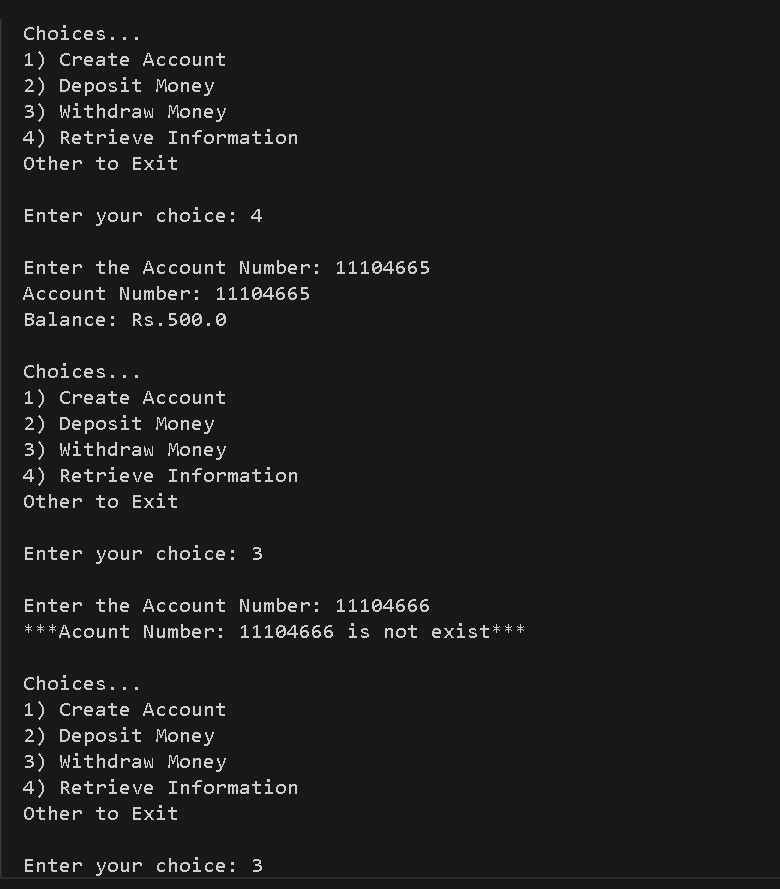 Choices...
1) Create Account
2) Deposit Money
3) Withdraw Money
4) Retrieve Information
Other to Exit
Enter your choice: 4
Enter the Account Number: 11104665
Account Number: 11104665
Balance: Rs.500.0
Choices...
1) Create Account
2) Deposit Money
3) Withdraw Money
4) Retrieve Information
Other to Exit
Enter your choice: 3
Enter the Account Number: 11104666
***Acount Number: 11104666 is not exist***
Choices...
1) Create Account
2) Deposit Money
3) Withdraw Money
4) Retrieve Information
Other to Exit
Enter your choice: 3